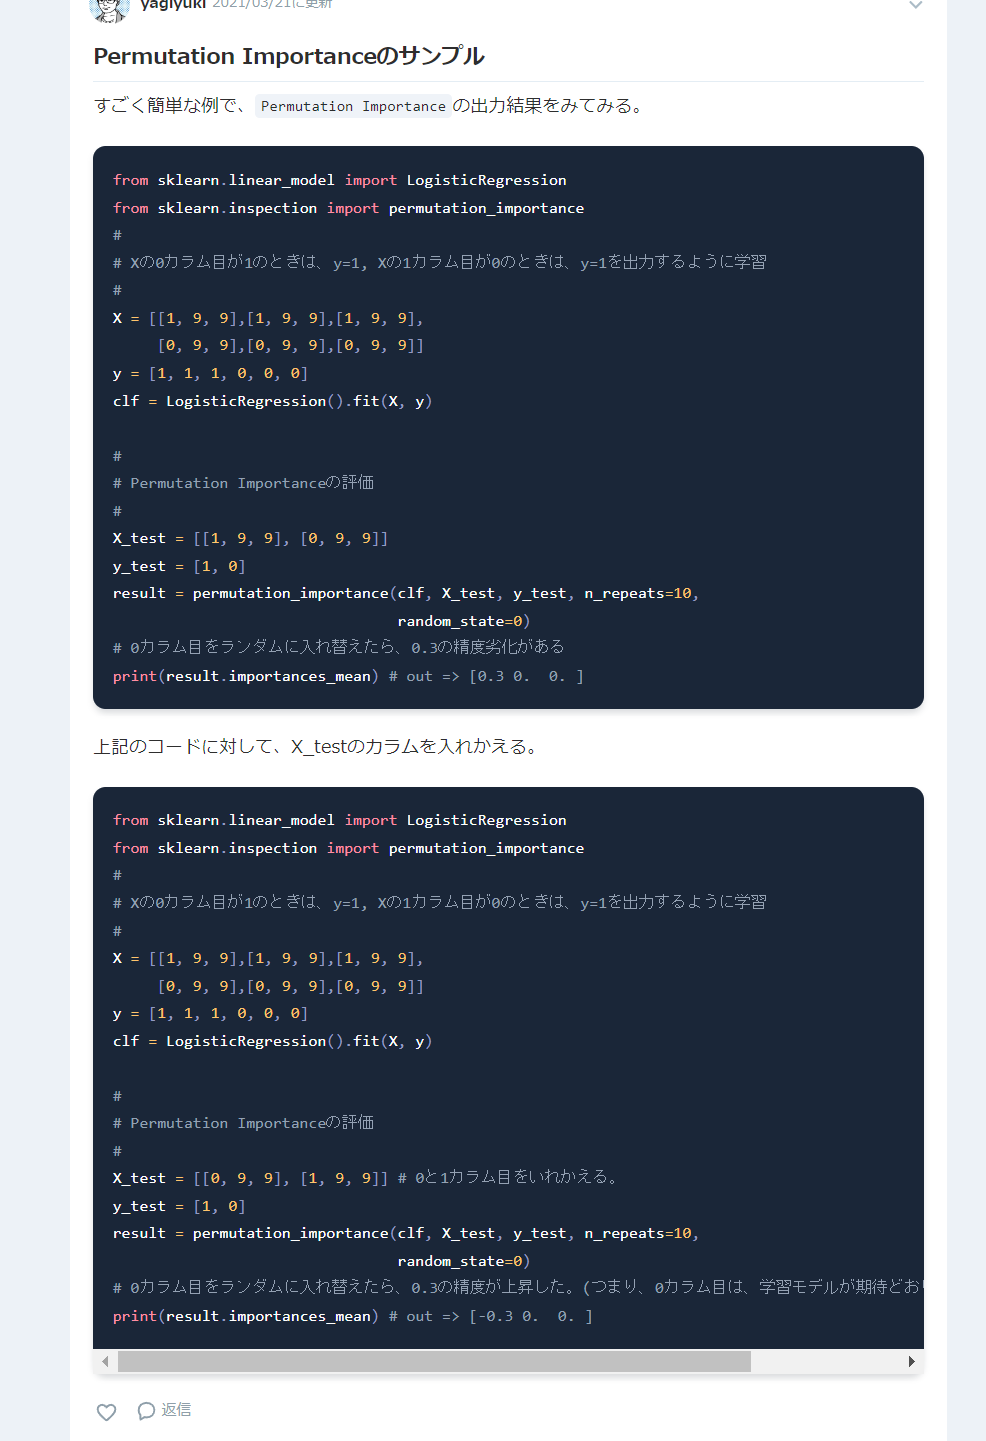 yagiyuki 2021/03/21に更新
Permutation Importanceのサンプル
すごく簡単な例で、 Permutation Importance の出力結果をみてみる。
from sklearn.linear_model import LogisticRegression
from sklearn.inspection import permutation_importance
#
# Xの0カラム目が1のときは、y=1, Xの1カラム目が0のときは、y=1を出力するように学習
#
X = [[1, 9, 9],[1, 9, 9],[1, 9, 9],
[0, 9, 9],[0, 9, 9],[0, 9, 9]]
y = [1, 1, 1, 0, 0, 0]
clf = LogisticRegression().fit(X, y)
#
# Permutation Importanceの評価
#
X_test = [[1, 9, 9], [0, 9, 9]]
y_test = [1, 0]
result = permutation_importance(clf, X_test, y_test, n_repeats=10,
random_state=0)
# 0カラム目をランダムに入れ替えたら、0.3の精度劣化がある
print(result.importances_mean) # out => [0.3 0.  0. ]
上記のコードに対して、X_testのカラムを入れかえる。
from sklearn.linear_model import LogisticRegression
from sklearn.inspection import permutation_importance
#
# Xの0カラム目が1のときは、y=1, Xの1カラム目が0のときは、y=1を出力するように学習
#
X = [[1, 9, 9],[1, 9, 9],[1, 9, 9],
[0, 9, 9],[0, 9, 9],[0, 9, 9]]
y = [1, 1, 1, 0, 0, 0]
clf = LogisticRegression().fit(X, y)
#
# Permutation Importanceの評価
#
X_test = [[0, 9, 9], [1, 9, 9]] # 0と1カラム目をいれかえる。
y_test = [1, 0]
result = permutation_importance(clf, X_test, y_test, n_repeats=10,
random_state=0)
# 0カラム目をランダムに入れ替えたら、0.3の精度が上昇した。(つまり、0カラム目は、学習モデルが期待どお
print(result.importances_mean) # out => [-0.3 0.  0. ]
返信